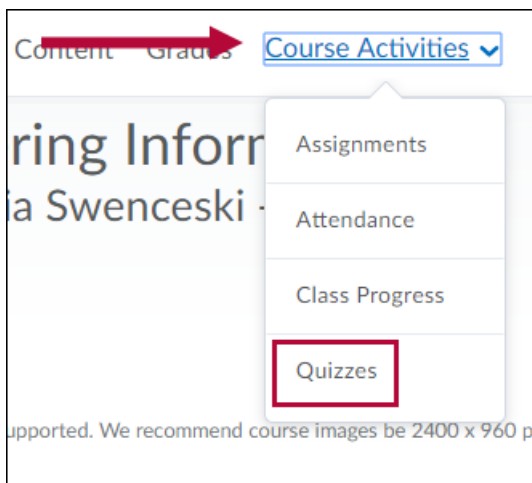 Content Grades Course Activities
ring Inforr
ia Swenceski -
Assignments
Attendance
Class Progress
Quizzes
upported. We recommend course images be 2400 x 960 p